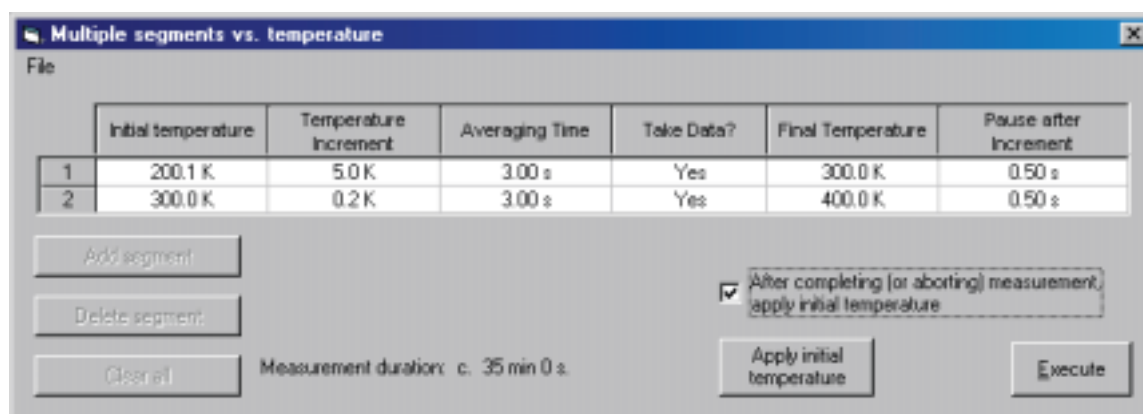 Multiple segments vs. temperature
File
Initial temperature Temperature Increment Averaging Time Take Data? Final Temperature Pause after Increment
1 200.1 K 5.0 K 3.00 s Yes 300.0 K 0.50 s
2 300.0 K 0.2 K 3.00 s Yes 400.0 K 0.50 s
Add segment
After completing (or aborting) measurement,
apply initial temperature
Delete segment
Clear all
Measurement duration: c. 35 min 0 s.
Apply initial
temperature
Execute